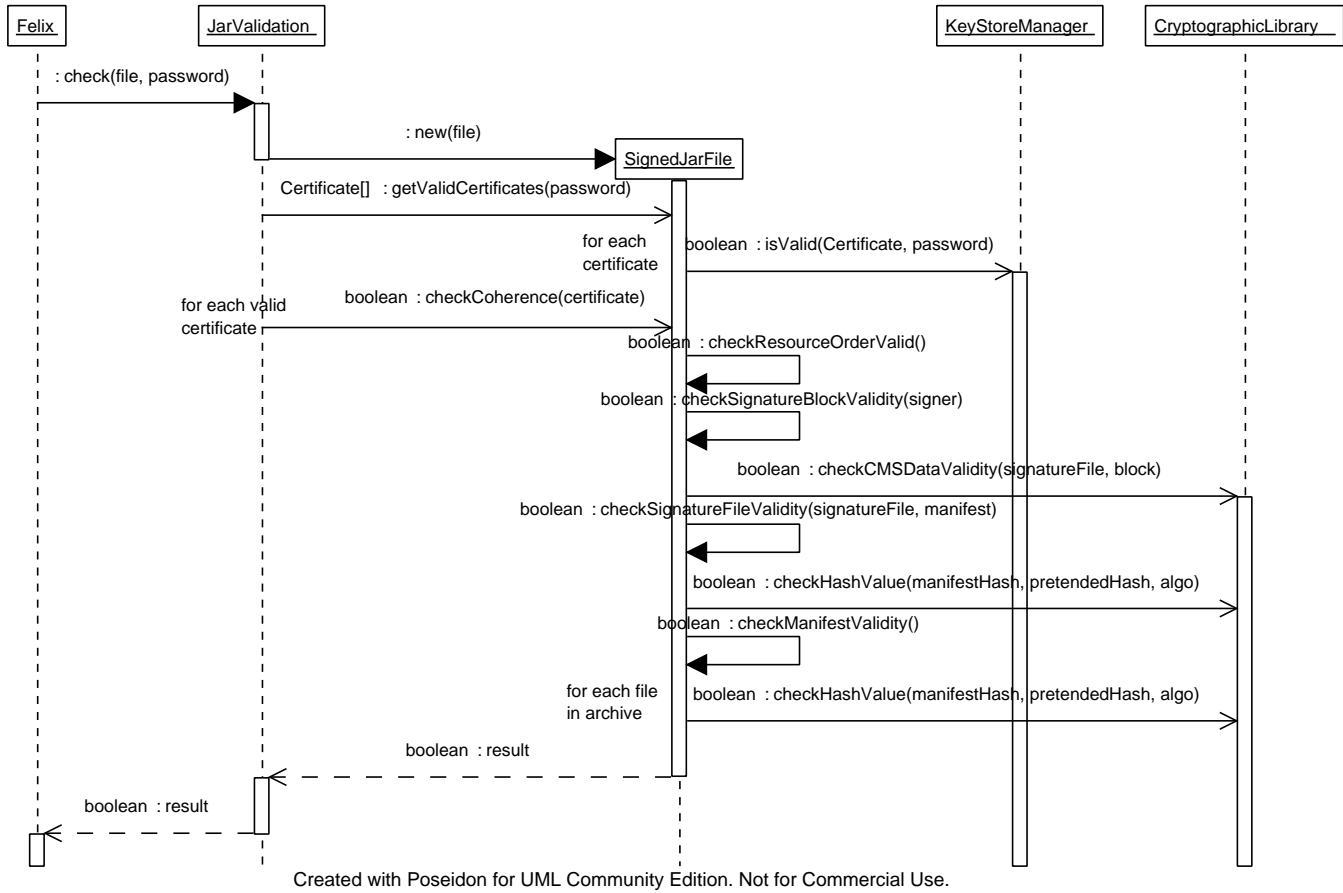 Felix
JarValidation
KeyStoreManager
CryptographicLibrary
: check(file, password)
: new(file)
SignedJarFile
Certificate[] : getValidCertificates(password)
for each
certificate
boolean : isValid(Certificate, password)
for each valid
certificate
boolean : checkCoherence(certificate)
boolean : checkResourceOrderValid()
boolean : checkSignatureBlockValidity(signer)
boolean : checkCMSDataValidity(signatureFile, block)
boolean : checkSignatureFileValidity(signatureFile, manifest)
boolean : checkHashValue(manifestHash, pretendedHash, algo)
boolean : checkManifestValidity()
for each file
in archive
boolean : checkHashValue(manifestHash, pretendedHash, algo)
boolean : result
boolean : result
Created with Poseidon for UML Community Edition. Not for Commercial Use.